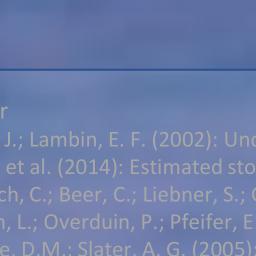 r
J.; Lambin, E. F. (2002): Und
et al. (2014): Estimated sto
ch, C.; Beer, C.; Liebner, S.;
n, L.; Overduin, P.; Pfeifer, E
e, D.M.; Slater, A. G. (2005):